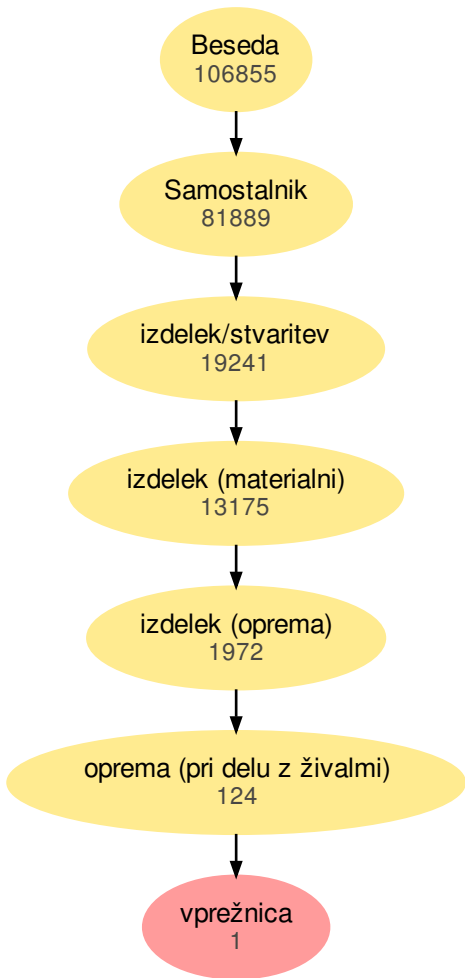 Beseda
106855
Samostalnik
81889
izdelek/stvaritev
19241
izdelek (materialni)
13175
izdelek (oprema)
1972
oprema (pri delu z živalmi)
124
vprežnica
1